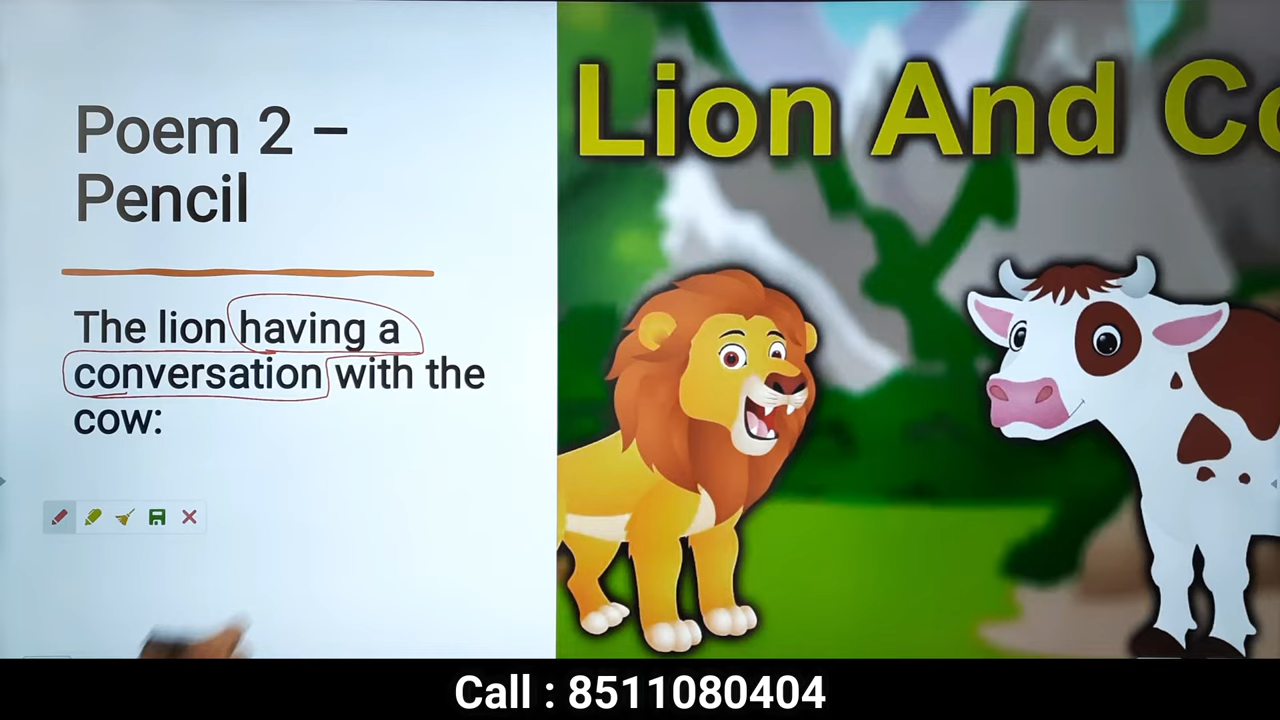 Poem 2 –
Pencil
The lion having a
conversation with the
cow:
Lion And Co
Call : 8511080404